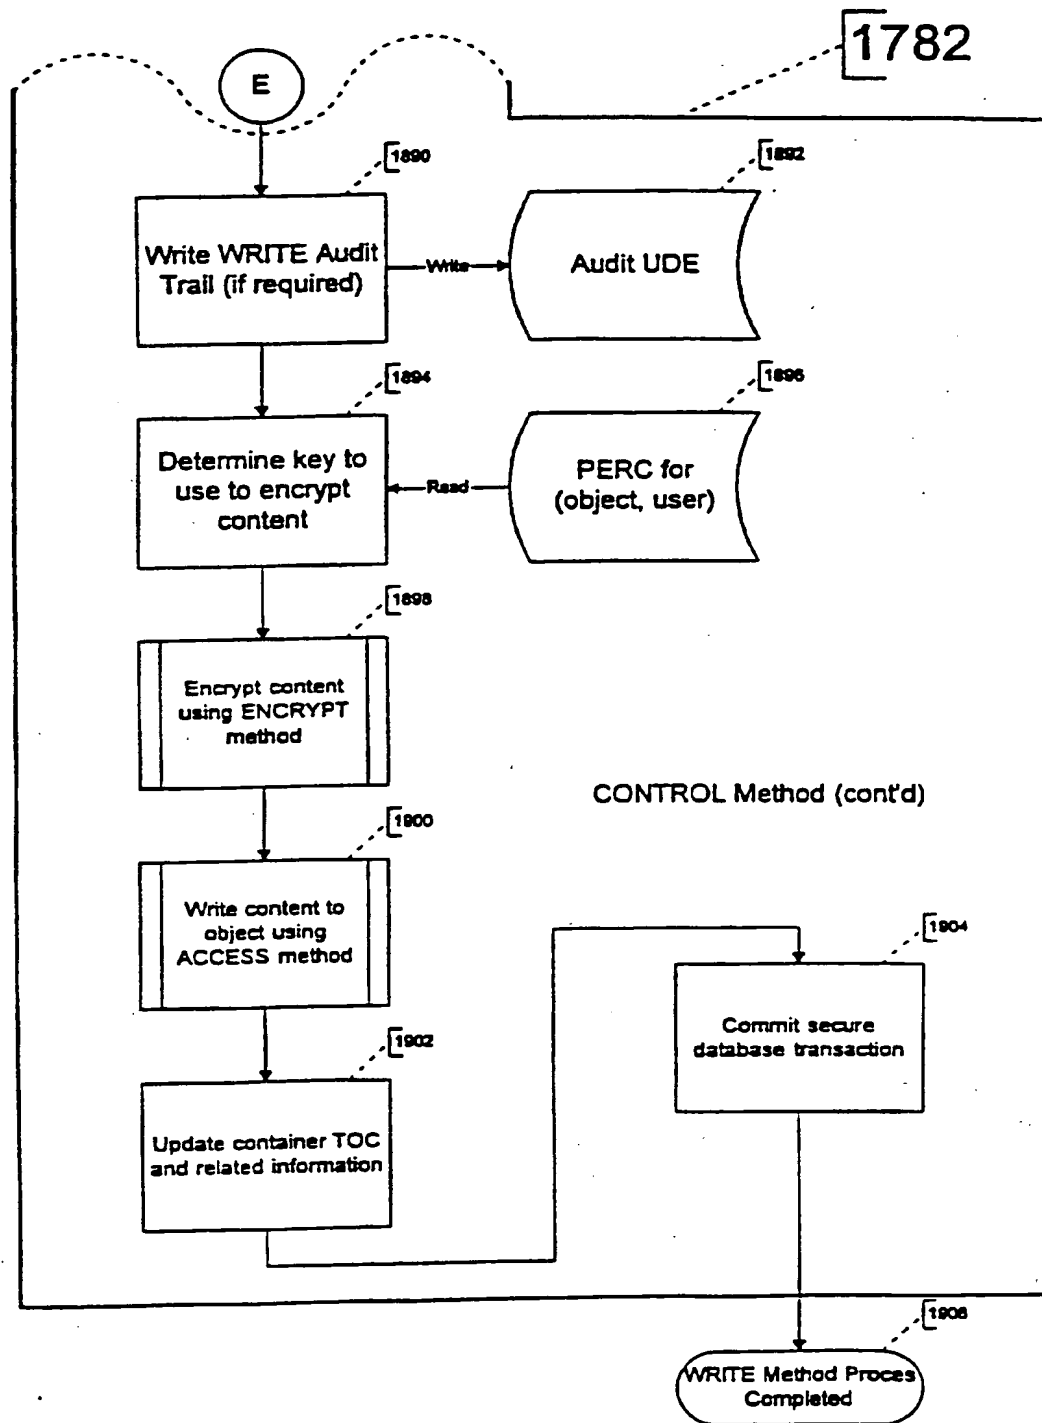 1782
E
1890
1892
Write WRITE Audit
Trail (if required)
Write
Audit UDE
1894
1896
Determine key to
use to encrypt
content
Read
PERC for
(object, user)
1898
Encrypt content
using ENCRYPT
method
CONTROL Method (cont'd)
1900
Write content to
object using
ACCESS method
1904
Commit secure
database transaction
1902
Update container TOC
and related information
1906
WRITE Method Proces
Completed